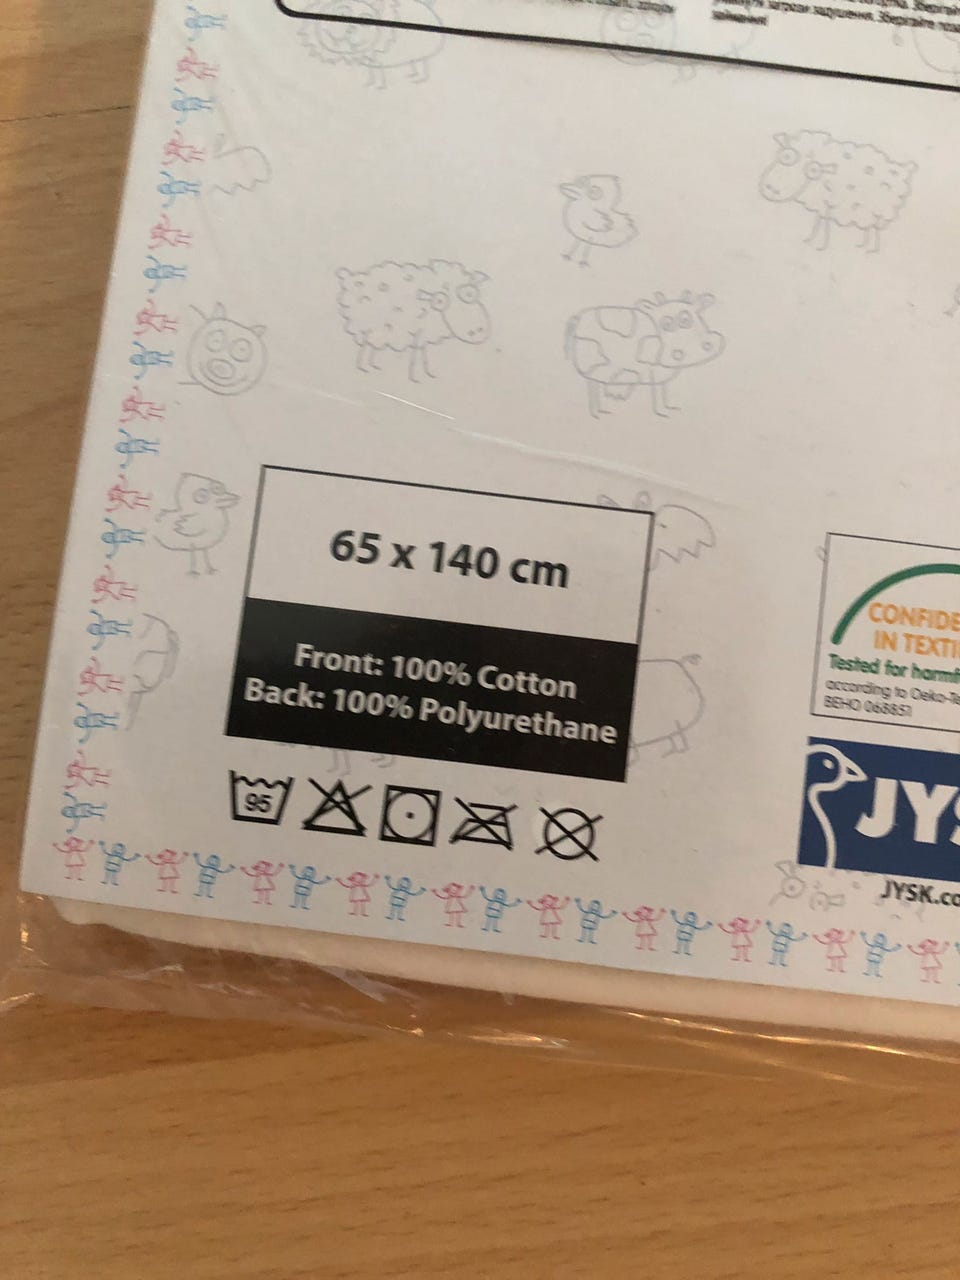 65 x 140 cm
Front: 100% Cotton
Back: 100% Polyurethane
95
CONFIDE
IN TEXTI
Tested for harmf
according to Oeko-Te
BEHO 068851
JYS
JYSK.co